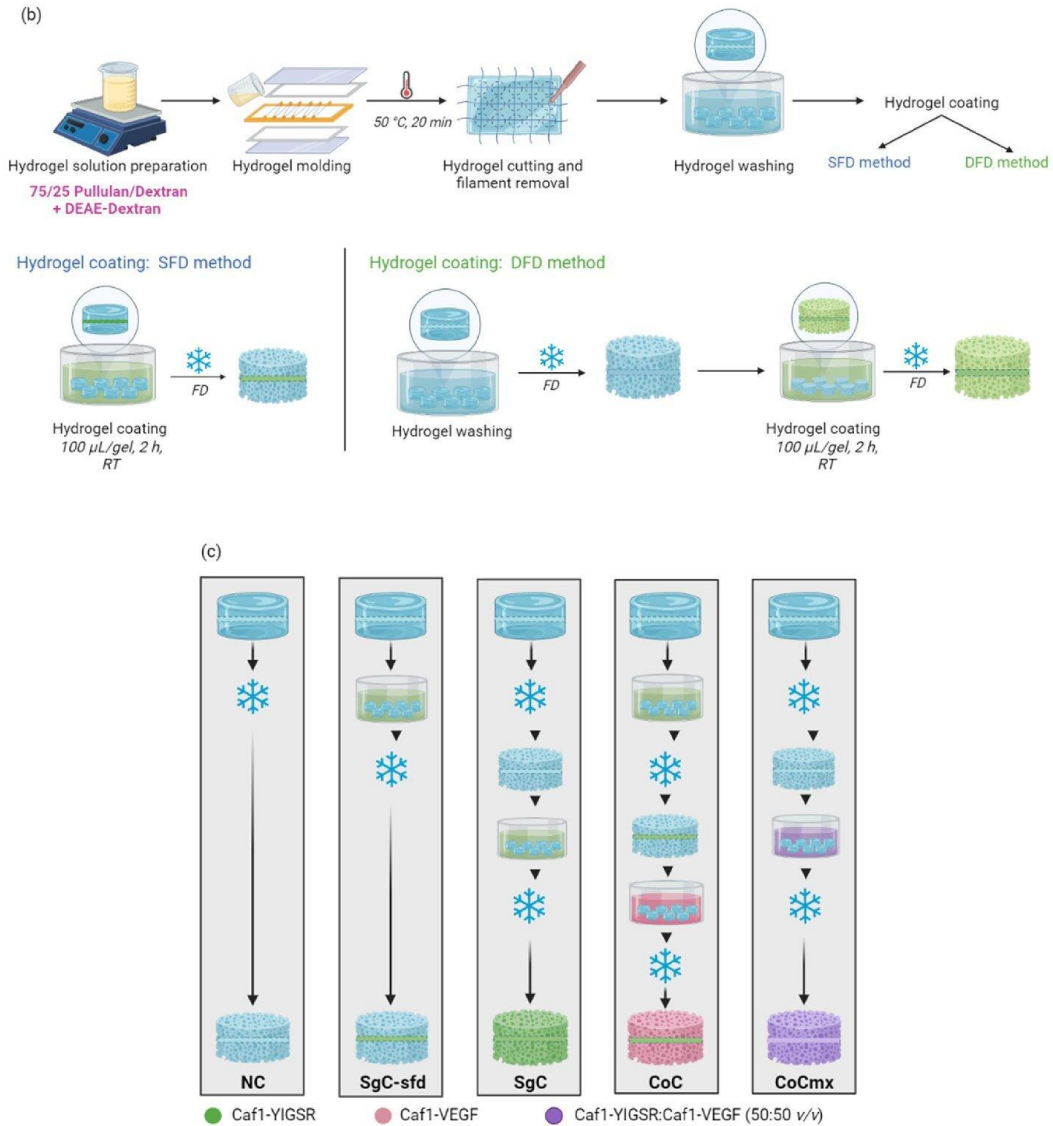 (b)
Hydrogel solution preparation
75/25 Pullulan/Dextran
+ DEAE-Dextran
Hydrogel molding
50 °C, 20 min
Hydrogel cutting and
filament removal
Hydrogel washing
Hydrogel coating
SFD method
DFD method
Hydrogel coating: SFD method
FD
Hydrogel coating
100 µL/gel, 2 h,
RT
Hydrogel coating: DFD method
Hydrogel washing
FD
Hydrogel coating
100 µL/gel, 2 h,
RT
FD
(c)
NC
SgC-sfd
SgC
CoC
CoCmx
Caf1-YIGSR
Caf1-VEGF
Caf1-YIGSR:Caf1-VEGF (50:50 v/v)